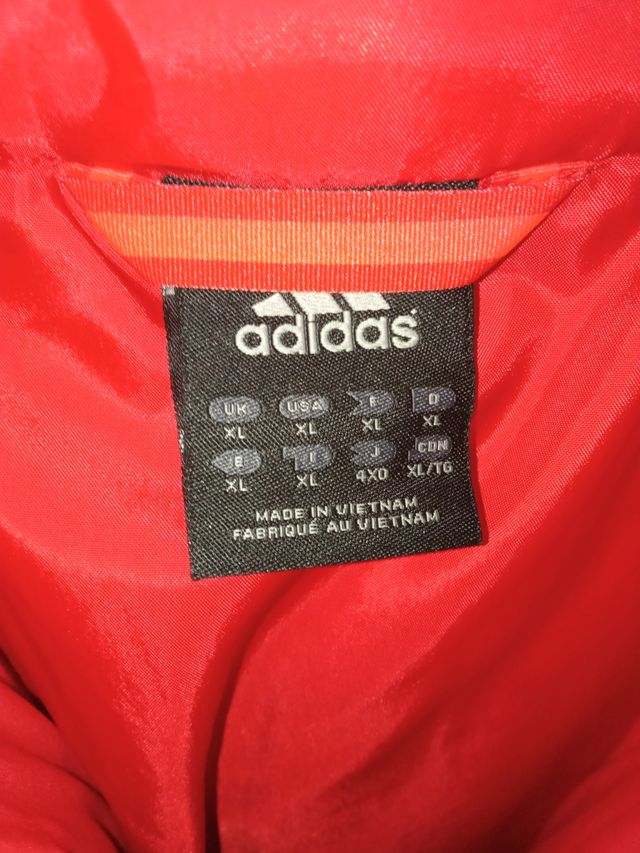 adidas
UK USA F D
XL XL XL XL
E I J CDN
XL XL 4XO XL/TG
MADE IN VIETNAM
FABRIQUÉ AU VIETNAM